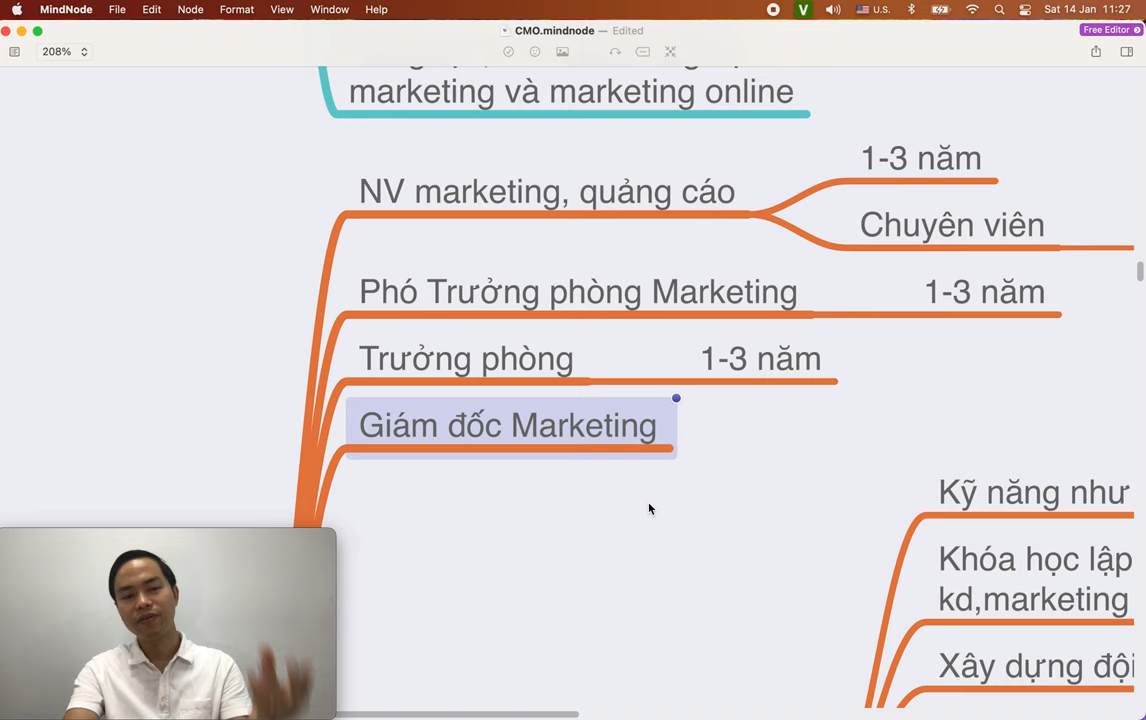 MindNode File Edit View Node Format View Window Help V U.S. Sat 14 Jan 11:27
CMO.mindnode — Edited
Free Editor
208%
marketing và marketing online
1-3 năm
NV marketing, quảng cáo
Chuyên viên
Phó Trưởng phòng Marketing 1-3 năm
Trưởng phòng 1-3 năm
Giám đốc Marketing
Kỹ năng như
Khóa học lập
kd,marketing
Xây dựng đội